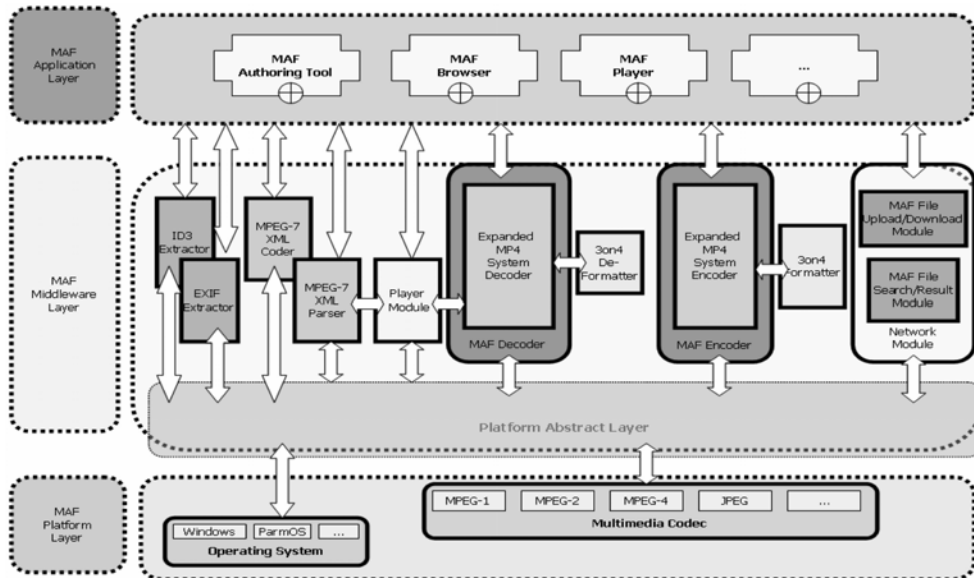 MAF
Application
Layer
MAF
Authoring Tool
MAF
Browser
MAF
Player
...
MAF
Middleware
Layer
ID3
Extractor
EXIF
Extractor
MPEG-7
XML
Coder
MPEG-7
XML
Parser
Player
Module
Expanded
MP4
System
Decoder
MAF Decoder
3on4
De-
Formatter
Expanded
MP4
System
Encoder
MAF Encoder
3on4
Formatter
MAF File
Upload/Download
Module
MAF File
Search/Result
Module
Network
Module
Platform Abstract Layer
MAF
Platform
Layer
Windows
ParmOS
...
Operating System
MPEG-1
MPEG-2
MPEG-4
JPEG
...
Multimedia Codec